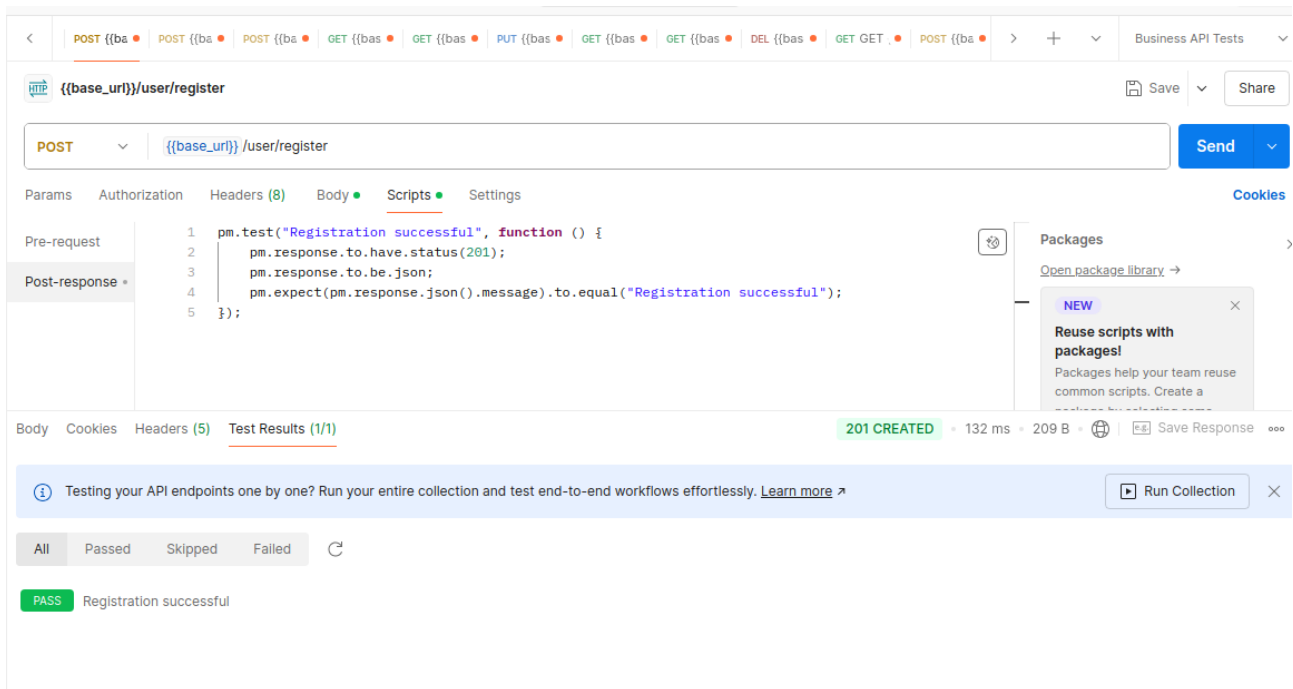 POST {{ba POST {{ba POST {{ba GET {{bas GET {{bas PUT {{bas GET {{bas GET {{bas DEL {{bas GET GET POST {{ba Business API Tests
HTTP {{base_url}}/user/register Save Share
POST {{base_url}} /user/register Send
Params Authorization Headers (8) Body Scripts Settings Cookies
Pre-request
Post-response
1 pm.test("Registration successful", function () {
2 pm.response.to.have.status(201);
3 pm.response.to.be.json;
4 pm.expect(pm.response.json().message).to.equal("Registration successful");
5 });
Packages
Open package library →
NEW
Reuse scripts with
packages!
Packages help your team reuse
common scripts. Create a
Body Cookies Headers (5) Test Results (1/1) 201 CREATED 132 ms 209 B e.g. Save Response
Testing your API endpoints one by one? Run your entire collection and test end-to-end workflows effortlessly. Learn more ↗ Run Collection
All Passed Skipped Failed
PASS Registration successful